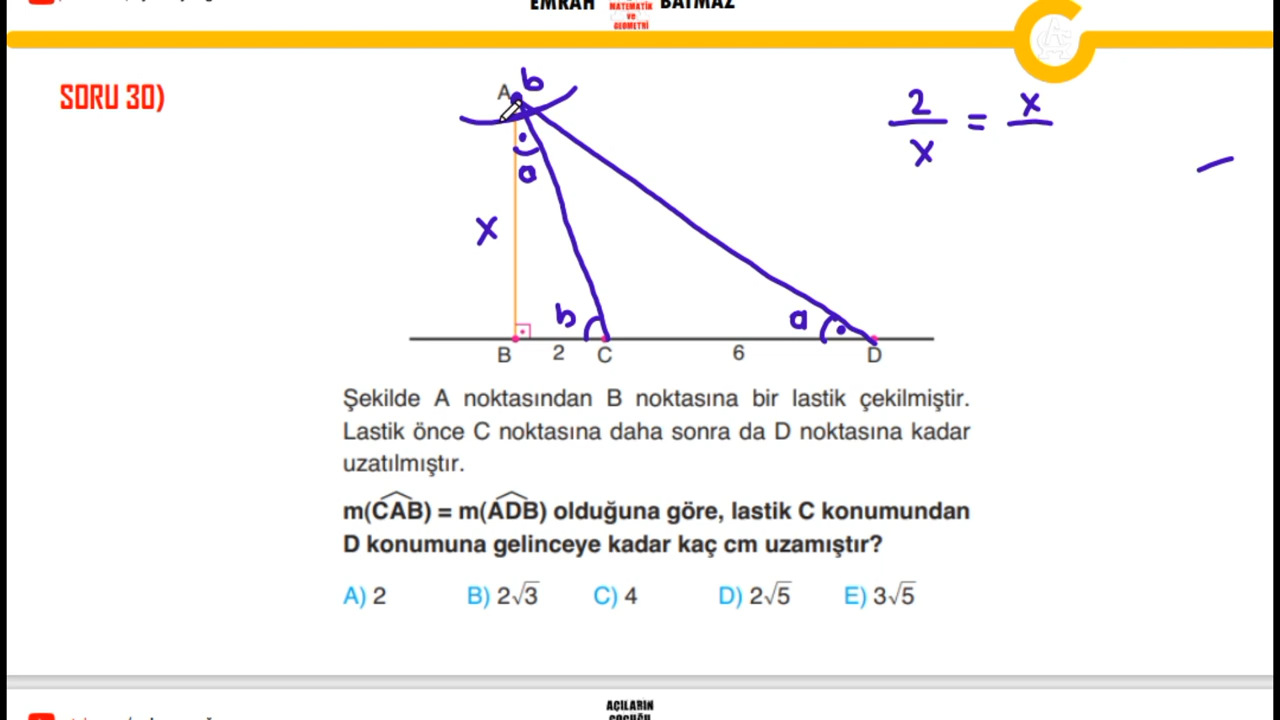 EMRAH MATEMATİK ve GEOMETRİ BATMAZ
SORU 30)
A b
2/x = x/
a
x
b a
B 2 C 6 D
Şekilde A noktasından B noktasına bir lastik çekilmiştir.
Lastik önce C noktasına daha sonra da D noktasına kadar
uzatılmıştır.
m(CAB) = m(ADB) olduğuna göre, lastik C konumundan
D konumuna gelinceye kadar kaç cm uzamıştır?
A) 2 B) 2√3 C) 4 D) 2√5 E) 3√5
AÇILARIN
ÇOCUĞU